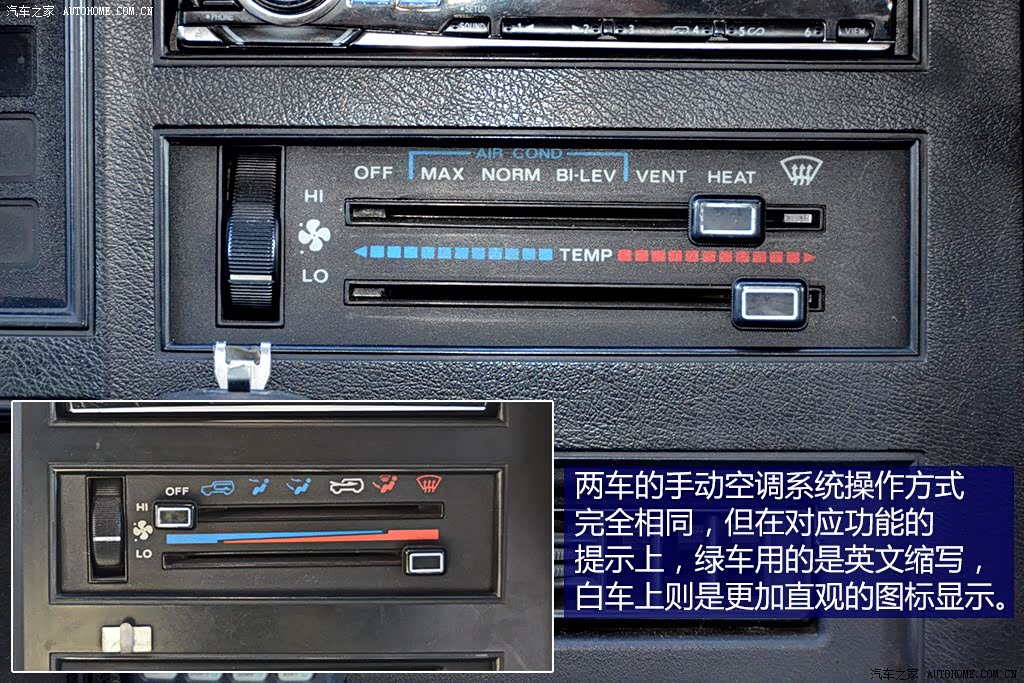 汽车之家 AUTOHOME.COM.CN
PHONE
SETUP
SOUND 1 2 3 4 5 6 VIEW
AIR COND
OFF MAX NORM BI-LEV VENT HEAT
HI
TEMP
LO
OFF
HI
LO
两车的手动空调系统操作方式
完全相同，但在对应功能的
提示上，绿车用的是英文缩写，
白车上则是更加直观的图标显示。
汽车之家 AUTOHOME.COM.CN